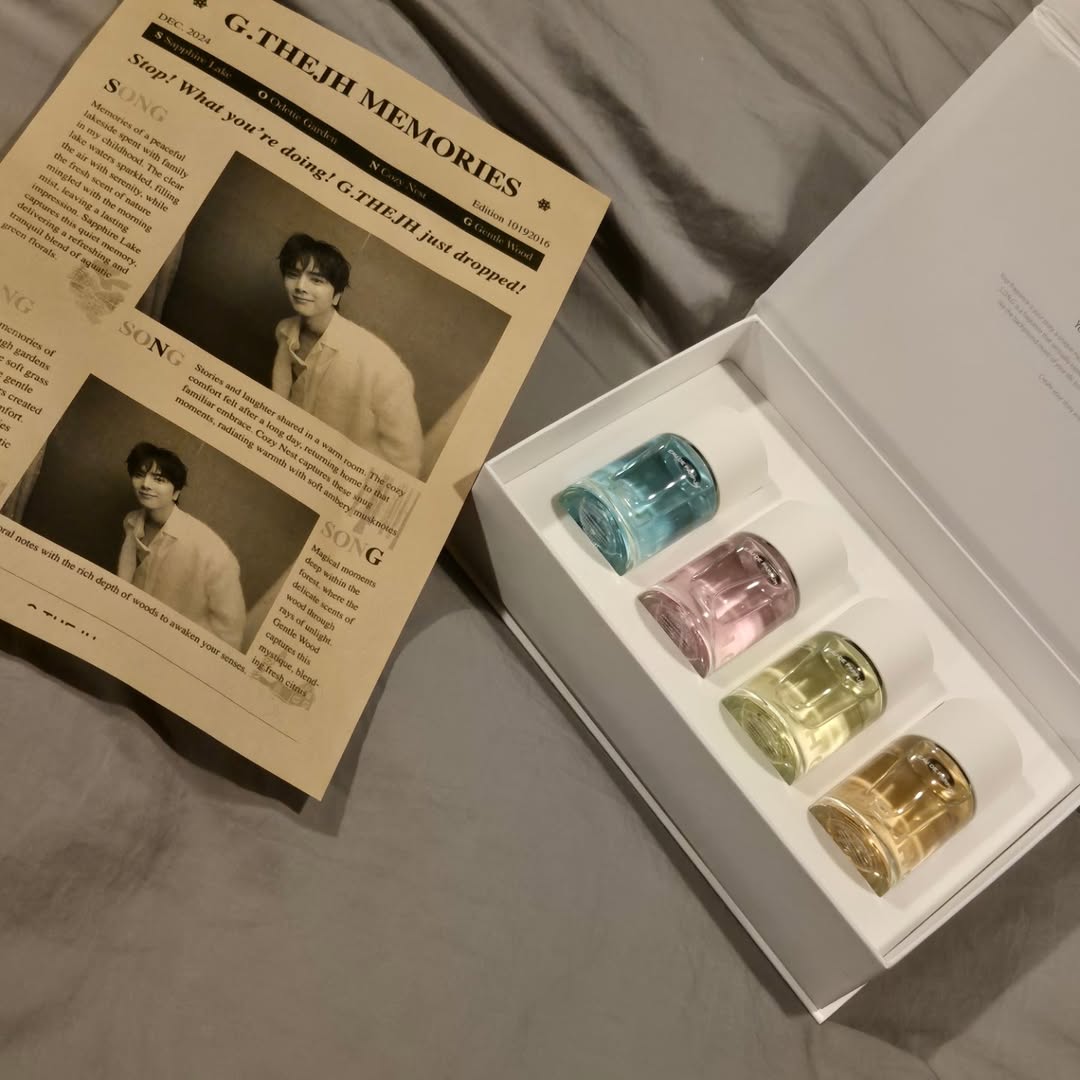 G.THEJH MEMORIES
DEC. 2024
Edition 10192016
S Sapphire Lake
O Odette Garden
N Cozy Nest
G Gentle Wood
Stop! What you're doing! G.THEJH just dropped!
SONG
Memories of a peaceful
lakeside spent with family
in my childhood. The clear
lake waters sparkled, filling
the air with serenity, while
the fresh scent of nature
mingled with the morning
mist, leaving a lasting
impression. Sapphire Lake
captures this quiet memory,
delivering a refreshing and
tranquil blend of aquatic
green florals.
NG
memories of
gardens
soft grass
gentle
created
SONG
Stories and laughter shared in a warm room. The cozy
comfort felt after a long day, returning home to that
familiar embrace. Cozy Nest captures these snug
moments, radiating warmth with soft ambery musknotes
SONG
Magical moments
deep within the
forest, where the
delicate scents of
wood through
rays of unlight.
Gentle Wood
captures this
mystique, blend-
ing fresh citrus
oral notes with the rich depth of woods to awaken your senses.